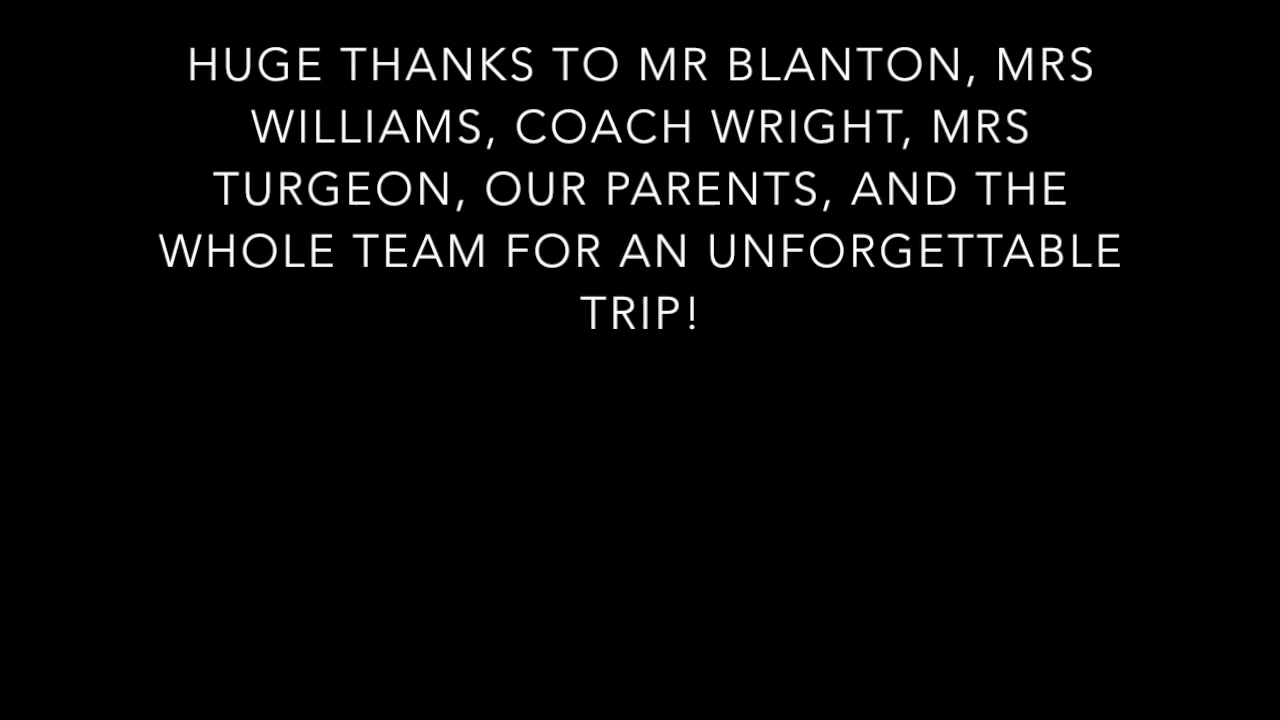 HUGE THANKS TO MR BLANTON, MRS
WILLIAMS, COACH WRIGHT, MRS
TURGEON, OUR PARENTS, AND THE
WHOLE TEAM FOR AN UNFORGETTABLE
TRIP!